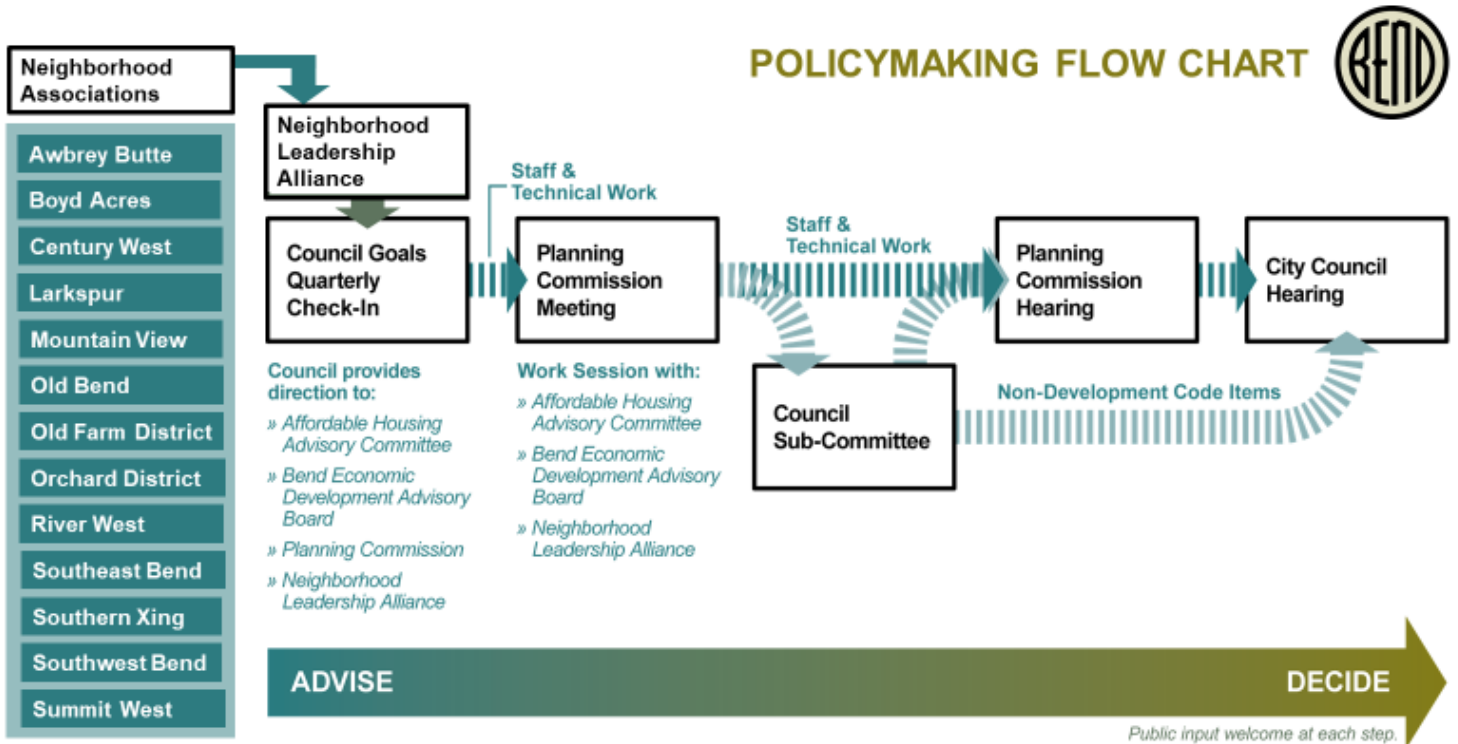 POLICYMAKING FLOW CHART
BEND
Neighborhood
Associations
Awbrey Butte
Boyd Acres
Century West
Larkspur
Mountain View
Old Bend
Old Farm District
Orchard District
River West
Southeast Bend
Southern Xing
Southwest Bend
Summit West
Neighborhood
Leadership
Alliance
Council Goals
Quarterly
Check-In
Council provides
direction to:
» Affordable Housing
Advisory Committee
» Bend Economic
Development Advisory
Board
» Planning Commission
» Neighborhood
Leadership Alliance
Staff &
Technical Work
Planning
Commission
Meeting
Work Session with:
» Affordable Housing
Advisory Committee
» Bend Economic
Development Advisory
Board
» Neighborhood
Leadership Alliance
Staff &
Technical Work
Council
Sub-Committee
Planning
Commission
Hearing
City Council
Hearing
Non-Development Code Items
ADVISE
DECIDE
Public input welcome at each step.